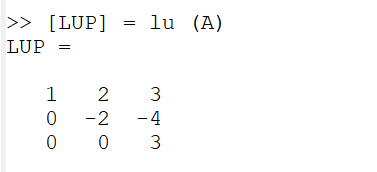 >> [LUP] = lu (A)
LUP =
1 2 3
0 -2 -4
0 0 3